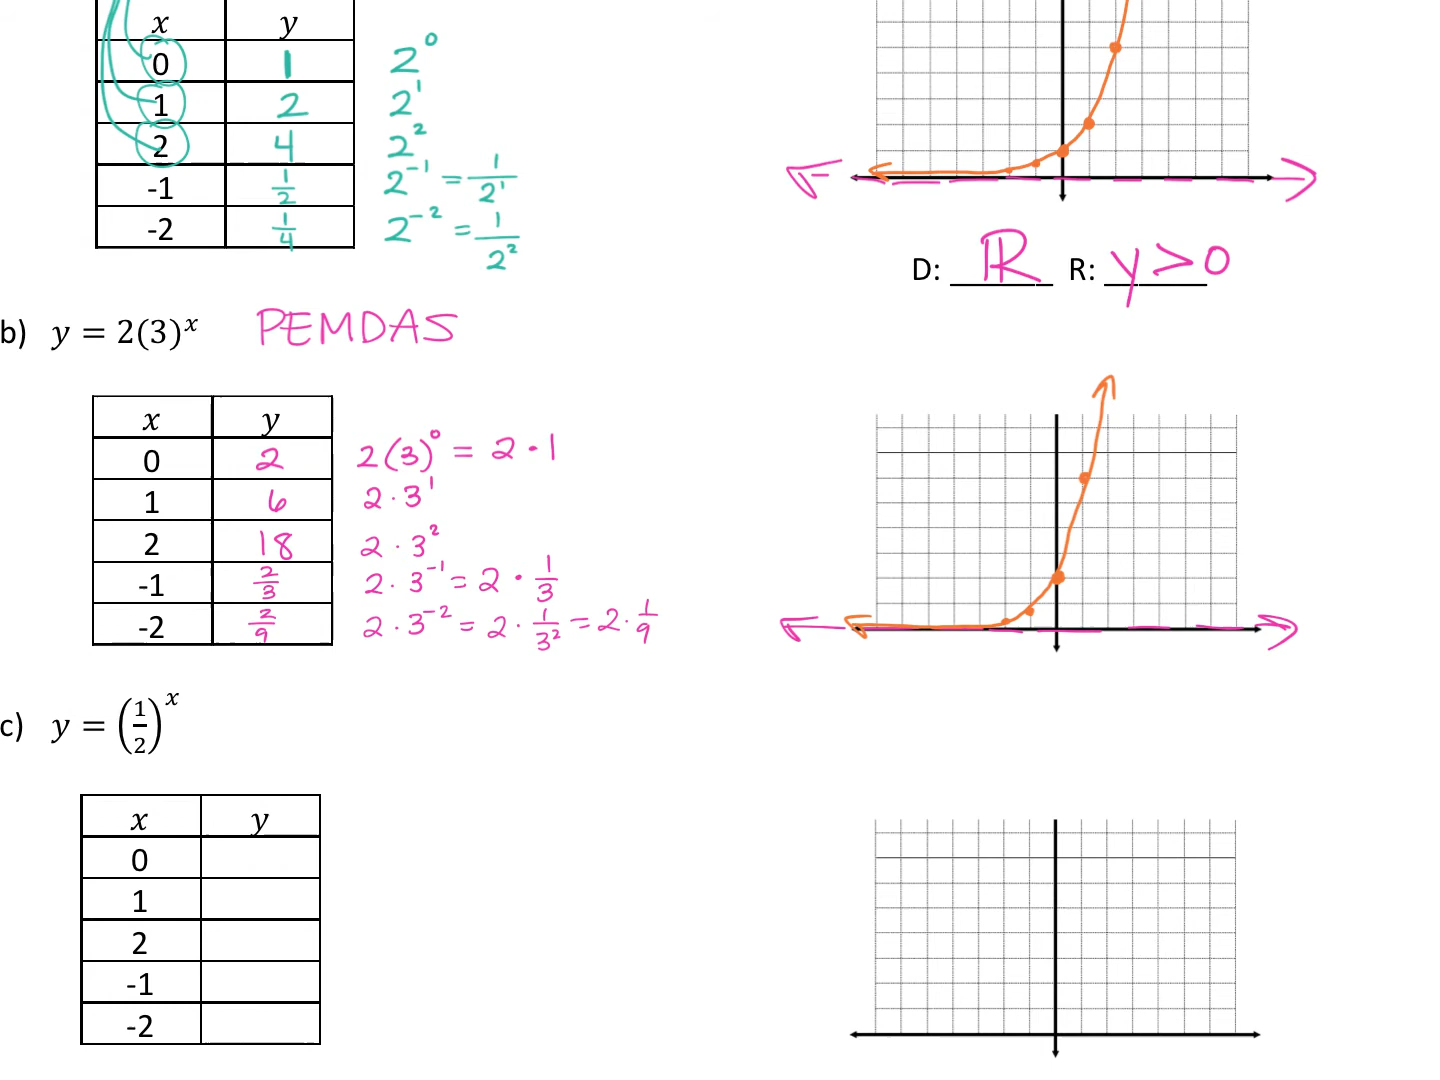 x y
0 1 2^0
1 2 2^1
2 4 2^2
-1 1/2 2^-1 = 1/2^1
-2 1/4 2^-2 = 1/2^2
D: ℝ R: y > 0
b) y = 2(3)^x PEMDAS
x y
0 2 2(3)^0 = 2 · 1
1 6 2 · 3^1
2 18 2 · 3^2
-1 2/3 2 · 3^-1 = 2 · 1/3
-2 2/9 2 · 3^-2 = 2 · 1/3^2 = 2 · 1/9
c) y = (1/2)^x
x y
0
1
2
-1
-2